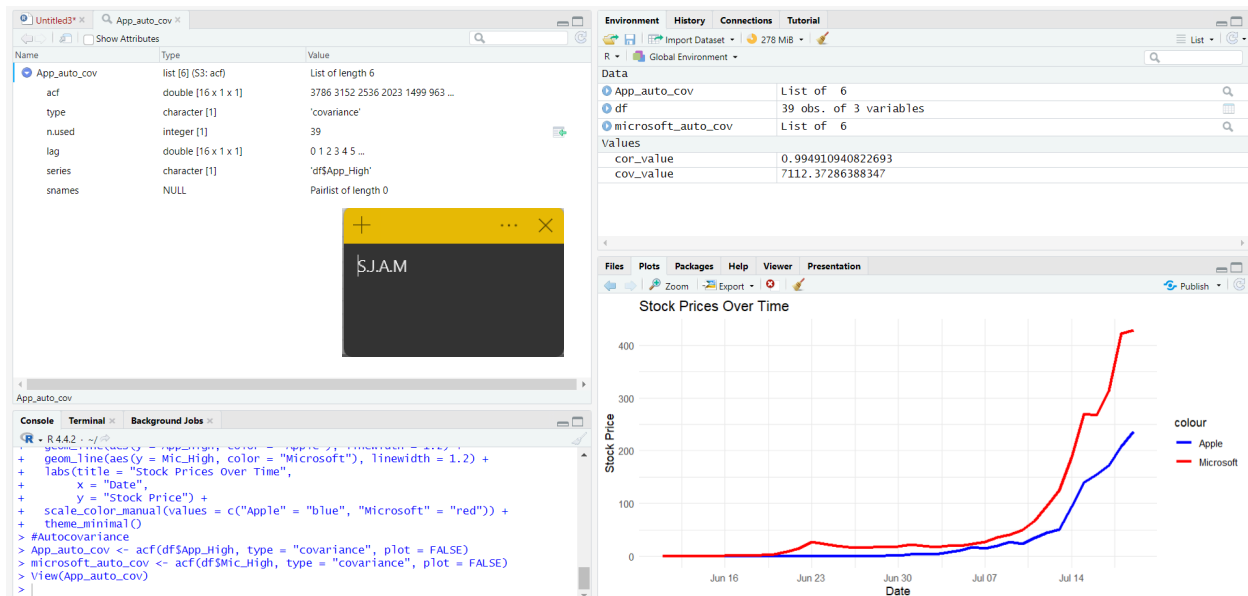 Untitled3*
App_auto_cov
Show Attributes
Name Type Value
App_auto_cov list [6] (S3: acf) List of length 6
acf double [16 x 1 x 1] 3786 3152 2536 2023 1499 963 ...
type character [1] 'covariance'
n.used integer [1] 39
lag double [16 x 1 x 1] 0 1 2 3 4 5 ...
series character [1] 'df$App_High'
snames NULL Pairlist of length 0
S.J.A.M
App_auto_cov
Console Terminal Background Jobs
R 4.4.2 · ~/
+ geom_line(aes(y = App_High, color = "Apple"), linewidth = 1.2) +
+ geom_line(aes(y = Mic_High, color = "Microsoft"), linewidth = 1.2) +
+ labs(title = "Stock Prices Over Time",
+ x = "Date",
+ y = "Stock Price") +
+ scale_color_manual(values = c("Apple" = "blue", "Microsoft" = "red")) +
+ theme_minimal()
> #Autocovariance
> App_auto_cov <- acf(df$App_High, type = "covariance", plot = FALSE)
> microsoft_auto_cov <- acf(df$Mic_High, type = "covariance", plot = FALSE)
> View(App_auto_cov)
>
Environment History Connections Tutorial
Import Dataset 278 MiB List
R Global Environment
Data
App_auto_cov List of 6
df 39 obs. of 3 variables
microsoft_auto_cov List of 6
Values
cor_value 0.994910940822693
cov_value 7112.37286388347
Files Plots Packages Help Viewer Presentation
Zoom Export Publish
Stock Prices Over Time
400
300
200
100
0
Stock Price
Jun 16 Jun 23 Jun 30 Jul 07 Jul 14
Date
colour
Apple
Microsoft